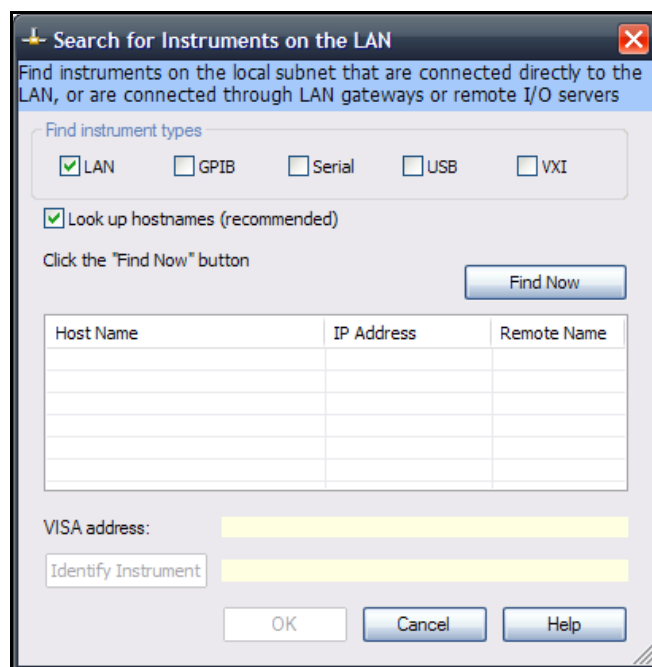 Search for Instruments on the LAN
Find instruments on the local subnet that are connected directly to the
LAN, or are connected through LAN gateways or remote I/O servers
Find instrument types
LAN GPIB Serial USB VXI
Look up hostnames (recommended)
Click the "Find Now" button
Find Now
Host Name IP Address Remote Name
VISA address:
Identify Instrument
OK Cancel Help